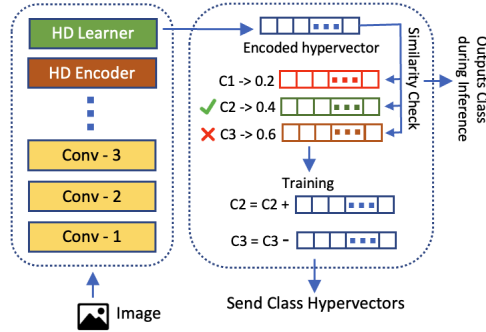 HD Learner
HD Encoder
Conv - 3
Conv - 2
Conv - 1
Image
Encoded hypervector
C1 -> 0.2
C2 -> 0.4
C3 -> 0.6
Similarity Check
Training
C2 = C2 +
C3 = C3 -
Send Class Hypervectors
Outputs Class
during Inference